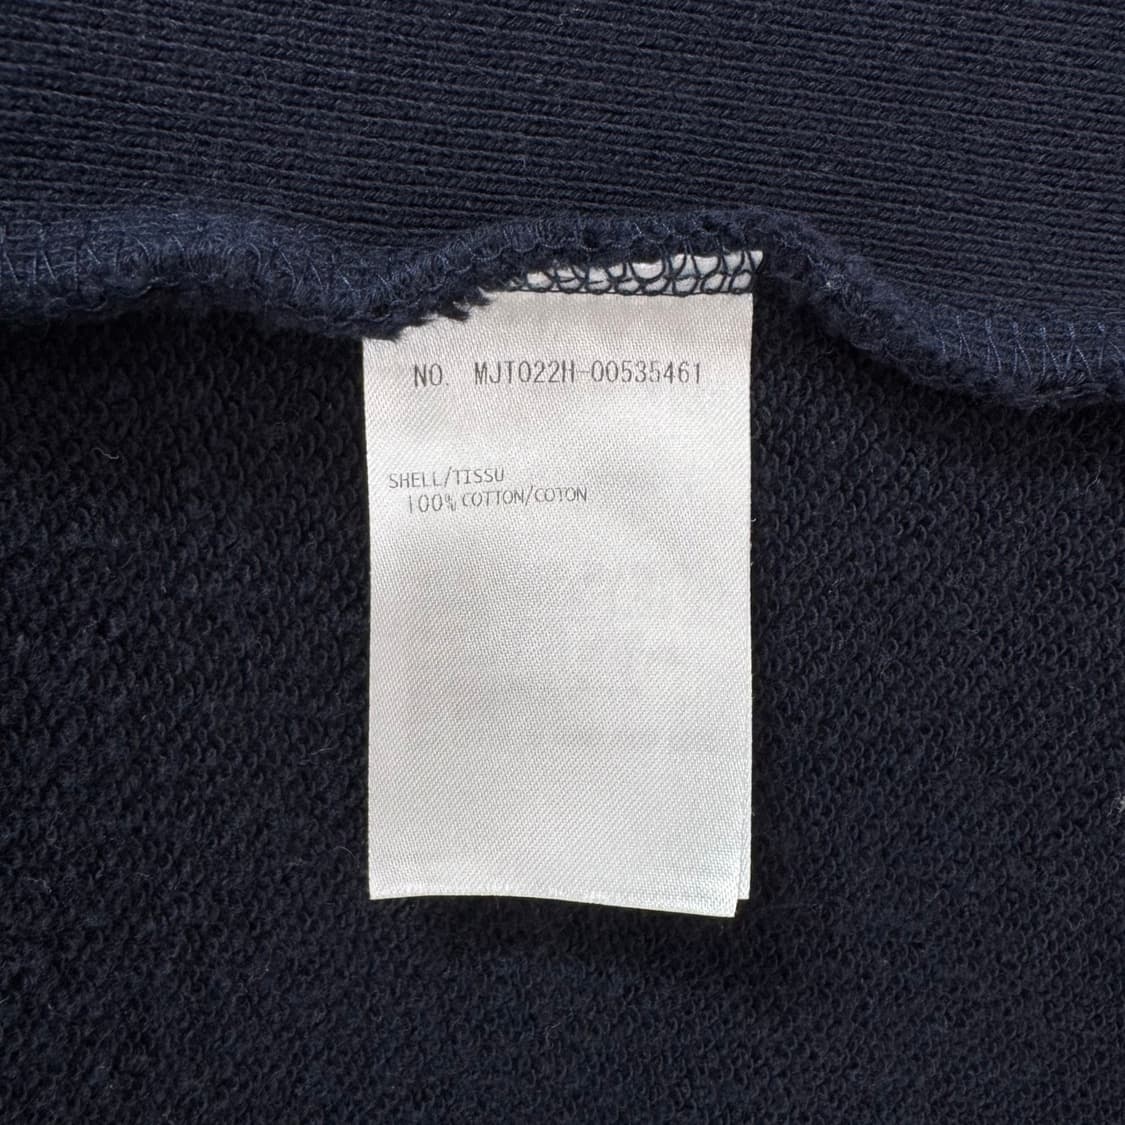 NO. MJT022H-00535461
SHELL/TISSU
100% COTTON/COTON